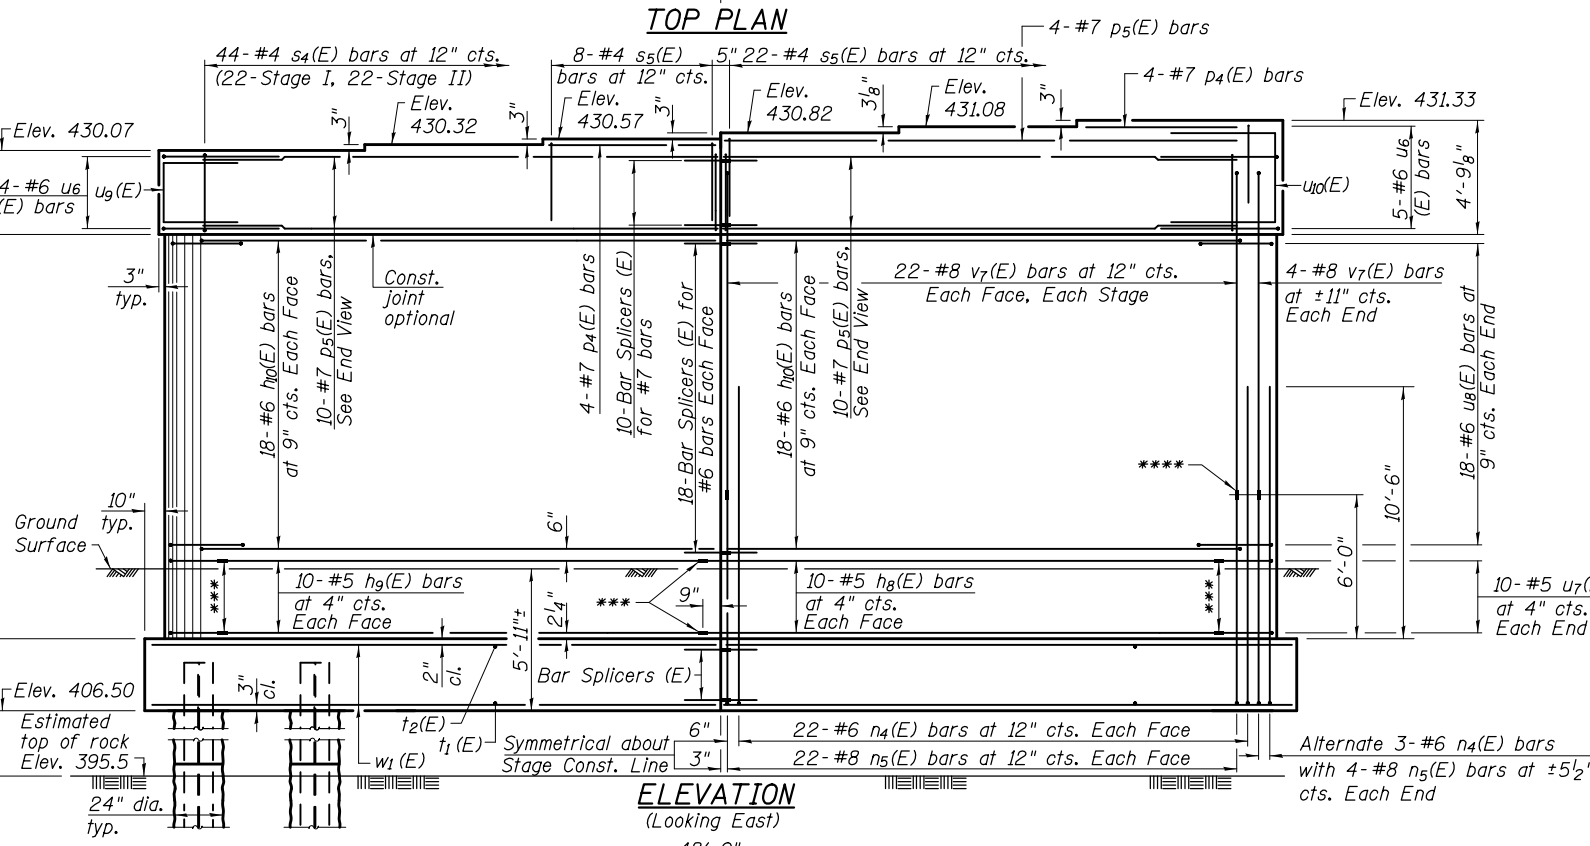 TOP PLAN
4-#7 p5(E) bars
44-#4 s4(E) bars at 12" cts.
(22-Stage I, 22-Stage II)
8-#4 s5(E)
bars at 12" cts.
5"
22-#4 s5(E) bars at 12" cts.
4-#7 p4(E) bars
Elev. 430.07
3"
Elev.
430.32
3"
Elev.
430.57
3"
Elev.
430.82
3⅛"
Elev.
431.08
3"
Elev. 431.33
4-#6 u6
(E) bars
u9(E)
u10(E)
5-#6 u6
(E) bars
4'-9⅛"
3"
typ.
18-#6 h10(E) bars
at 9" cts. Each Face
10-#7 p5(E) bars,
See End View
Const.
joint
optional
4-#7 p4(E) bars
10-Bar Splicers (E)
for #7 bars
18-Bar Splicers (E) for
#6 bars Each Face
18-#6 h10(E) bars
at 9" cts. Each Face
10-#7 p5(E) bars,
See End View
22-#8 v7(E) bars at 12" cts.
Each Face, Each Stage
4-#8 v7(E) bars
at ±11" cts.
Each End
18-#6 u8(E) bars at
9" cts. Each End
****
10'-6"
6'-0"
10"
typ.
Ground
Surface
6"
***
10-#5 h9(E) bars
at 4" cts.
Each Face
5'-11"±
2¼"
***
9"
10-#5 h8(E) bars
at 4" cts.
Each Face
***
10-#5 u7(
at 4" cts.
Each End
Elev. 406.50
3"
cl.
2"
cl.
Bar Splicers (E)
Estimated
top of rock
Elev. 395.5
t2(E)
t1(E)
w1(E)
Symmetrical about
Stage Const. Line
6"
3"
22-#6 n4(E) bars at 12" cts. Each Face
22-#8 n5(E) bars at 12" cts. Each Face
Alternate 3-#6 n4(E) bars
with 4-#8 n5(E) bars at ±5½"
cts. Each End
24" dia.
typ.
ELEVATION
(Looking East)